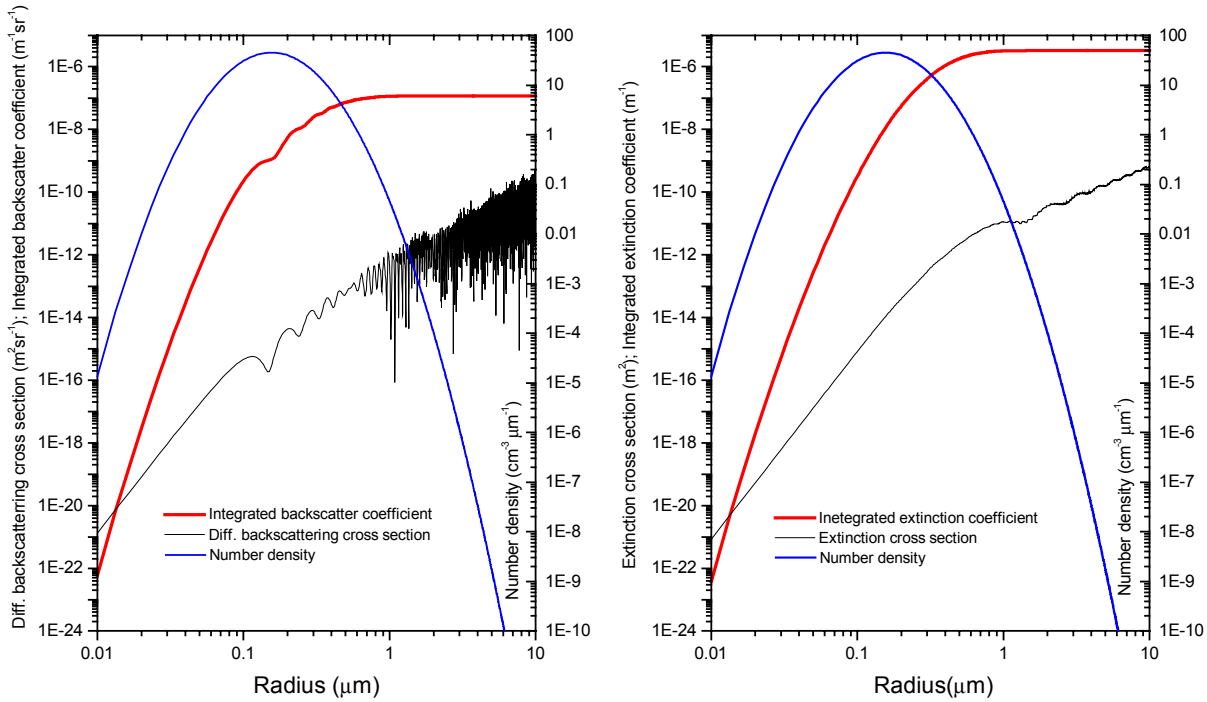 Diff. backscatterring cross section (m²sr⁻¹); Integrated backscatter coefficient (m⁻¹sr⁻¹)
1E-6
1E-8
1E-10
1E-12
1E-14
1E-16
1E-18
1E-20
1E-22
1E-24
0.01
0.1
1
10
Radius (μm)
Integrated backscatter coefficient
Diff. backscattering cross section
Number density
100
10
1
0.1
0.01
1E-3
1E-4
1E-5
1E-6
1E-7
1E-8
1E-9
1E-10
Number density (cm⁻³ μm⁻¹)
Extinction cross section (m²); Integrated extinction coefficient (m⁻¹)
1E-6
1E-8
1E-10
1E-12
1E-14
1E-16
1E-18
1E-20
1E-22
1E-24
0.01
0.1
1
10
Radius(μm)
Inetegrated extinction coefficient
Extinction cross section
Number density
100
10
1
0.1
0.01
1E-3
1E-4
1E-5
1E-6
1E-7
1E-8
1E-9
1E-10
Number density (cm⁻³ μm⁻¹)